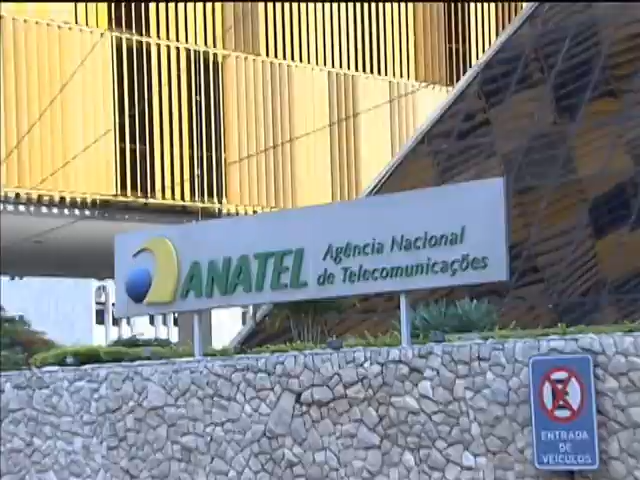 ANATEL
Agência Nacional
de Telecomunicações
ENTRADA
DE
VEÍCULOS